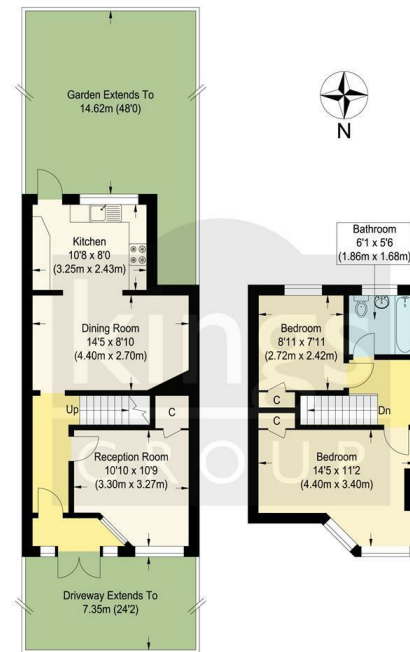 Garden Extends To
14.62m (48'0)
N
Kitchen
10'8 x 8'0
(3.25m x 2.43m)
Dining Room
14'5 x 8'10
(4.40m x 2.70m)
Up
C
Reception Room
10'10 x 10'9
(3.30m x 3.27m)
Driveway Extends To
7.35m (24'2)
Bathroom
6'1 x 5'6
(1.86m x 1.68m)
Bedroom
8'11 x 7'11
(2.72m x 2.42m)
C
C
Dn
Bedroom
14'5 x 11'2
(4.40m x 3.40m)
kings
GROUP